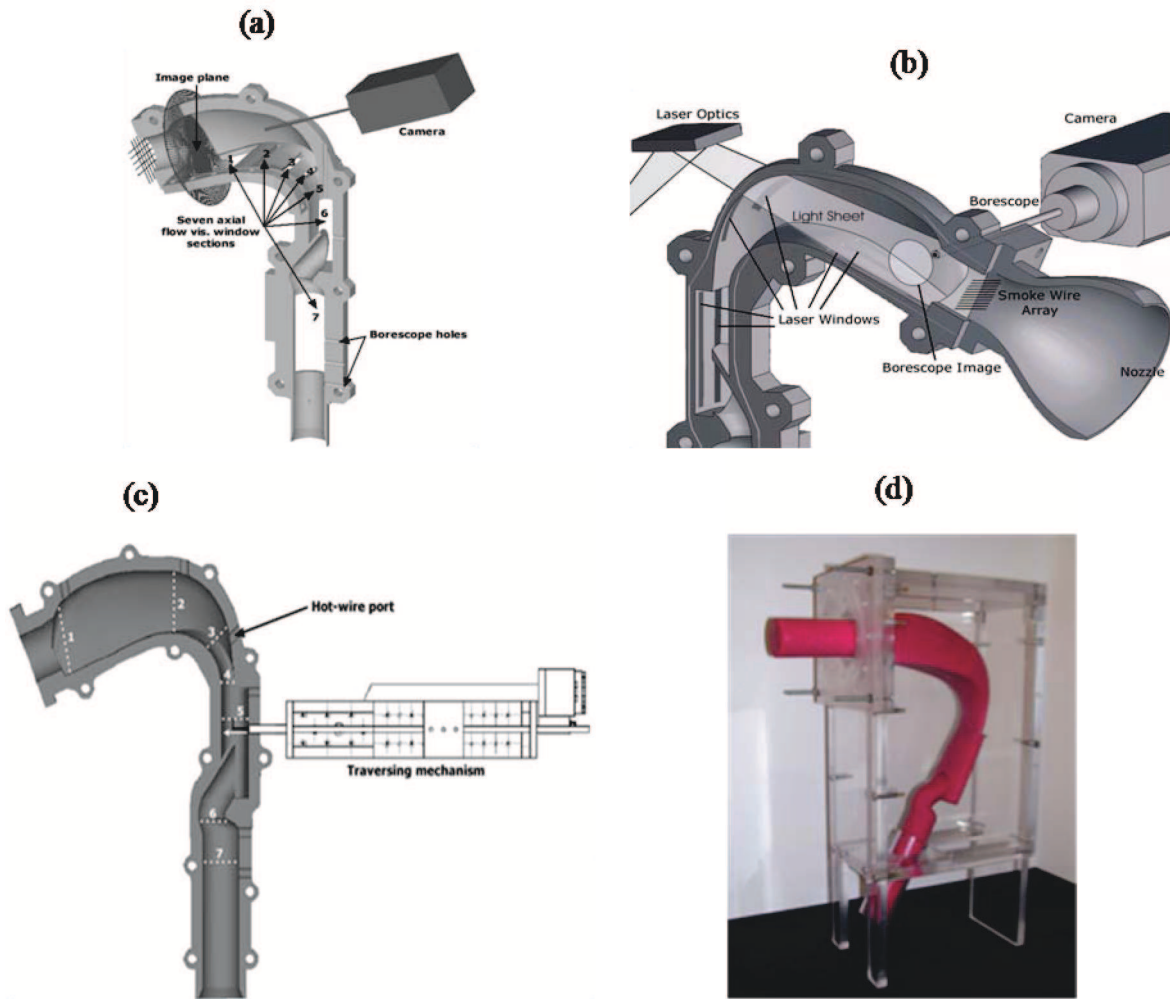 (a)
Image plane
Camera
1
2
3
4
5
6
7
Seven axial
flow vis. window
sections
Borescope holes
(b)
Laser Optics
Camera
Borescope
Light Sheet
Laser Windows
Smoke Wire
Array
Borescope Image
Nozzle
(c)
Hot-wire port
1
2
3
4
5
6
7
Traversing mechanism
(d)